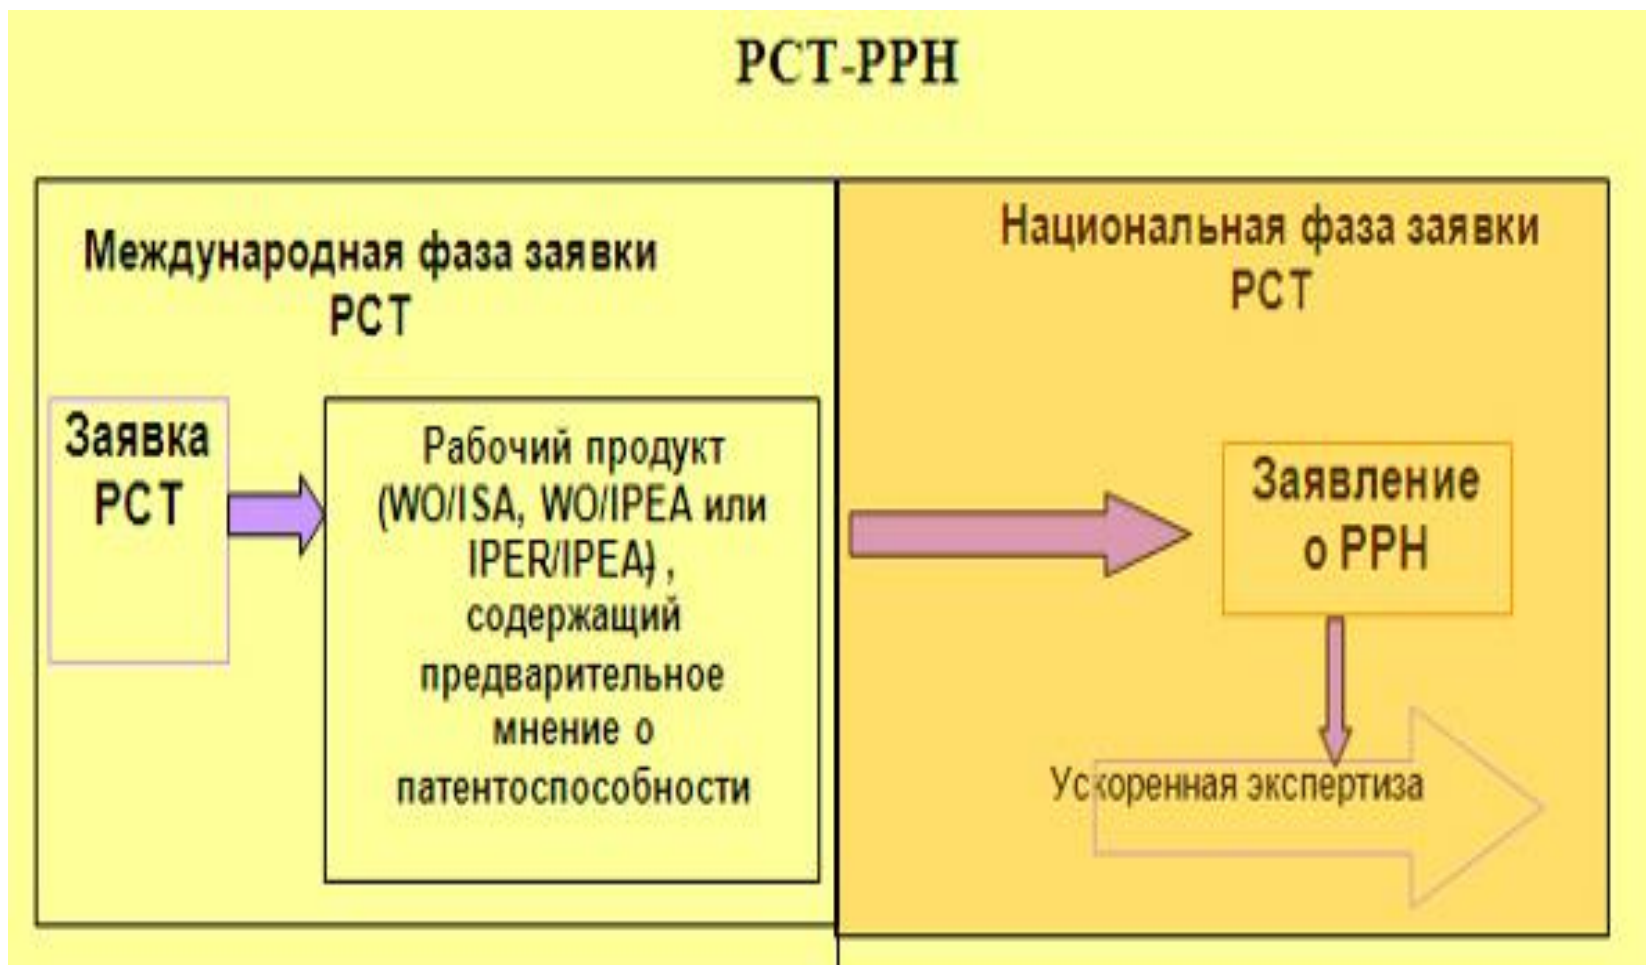 PCT-PPH
Международная фаза заявки
PCT
Заявка
PCT
Рабочий продукт
(WO/ISA, WO/IPEA или
IPER/IPEA) ,
содержащий
предварительное
мнение о
патентоспособности
Национальная фаза заявки
PCT
Заявление
о PPH
Ускоренная экспертиза